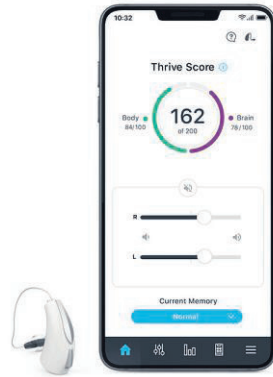 10:32
Thrive Score
Body
84/100
162
of 200
Brain
78/100
R
L
Current Memory
Normal